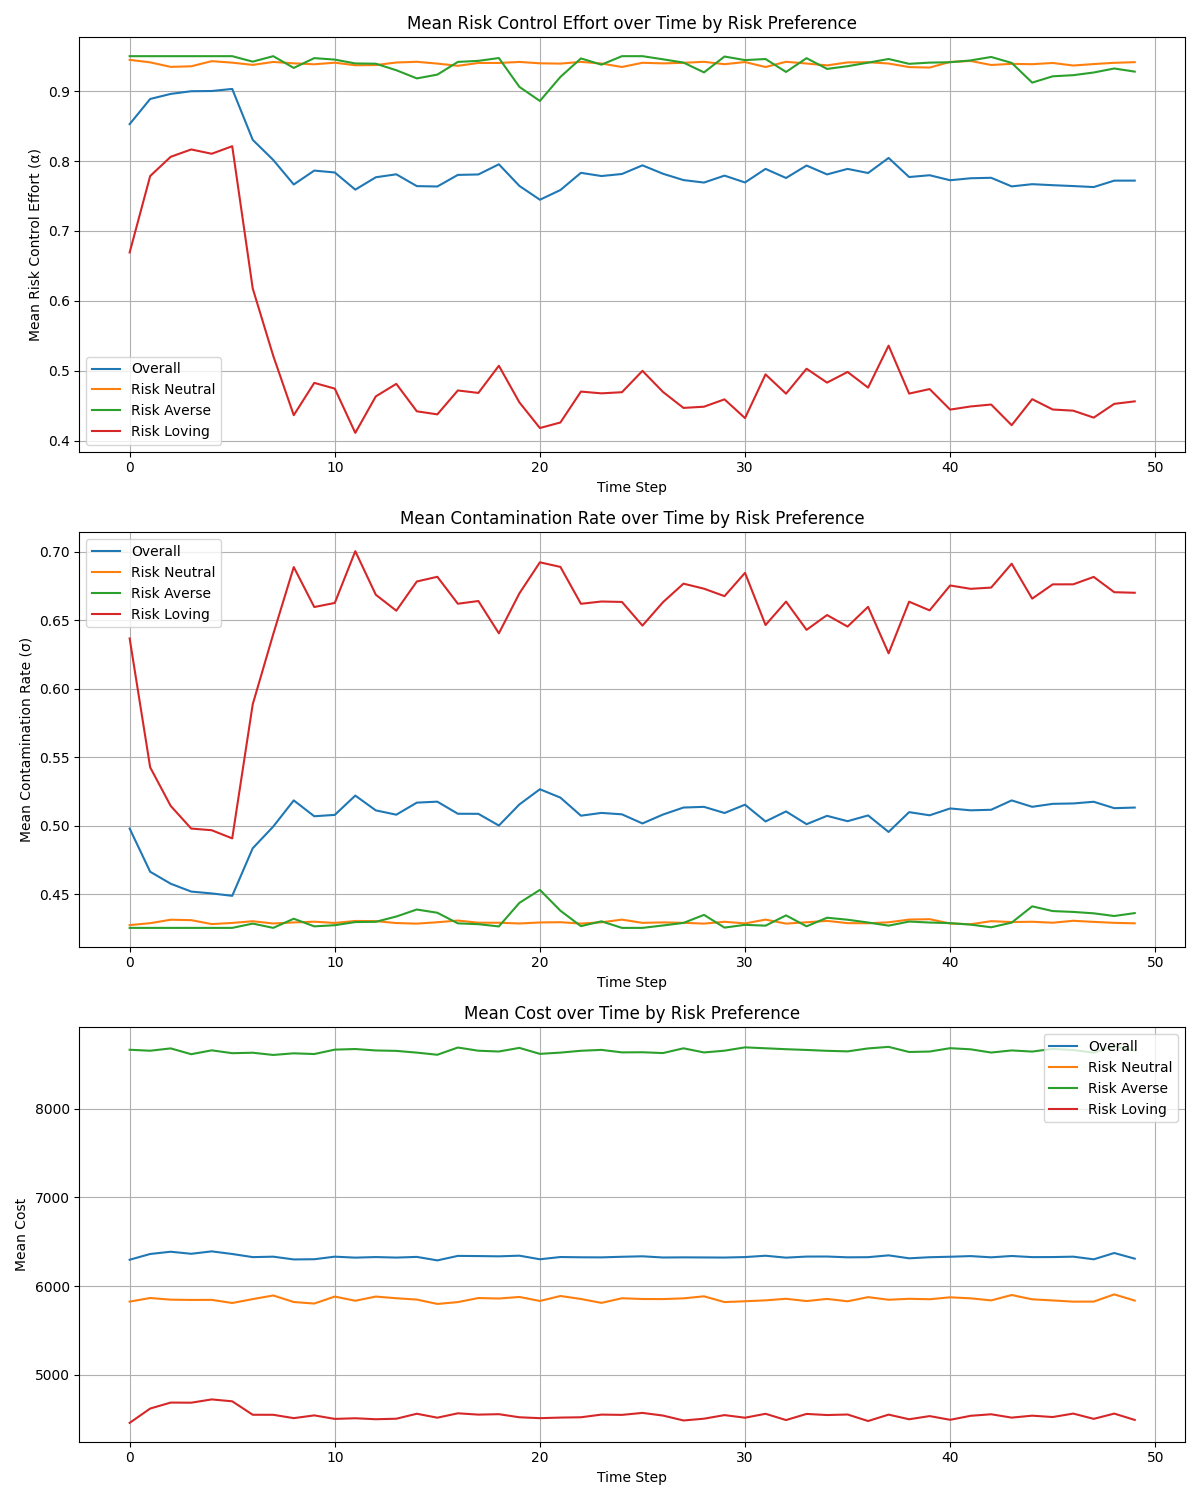 Mean Risk Control Effort over Time by Risk Preference
Mean Risk Control Effort (α)
0.9
0.8
0.7
0.6
0.5
0.4
Overall
Risk Neutral
Risk Averse
Risk Loving
0 10 20 30 40 50
Time Step
Mean Contamination Rate over Time by Risk Preference
Mean Contamination Rate (σ)
0.70
0.65
0.60
0.55
0.50
0.45
Overall
Risk Neutral
Risk Averse
Risk Loving
0 10 20 30 40 50
Time Step
Mean Cost over Time by Risk Preference
Mean Cost
8000
7000
6000
5000
Overall
Risk Neutral
Risk Averse
Risk Loving
0 10 20 30 40 50
Time Step